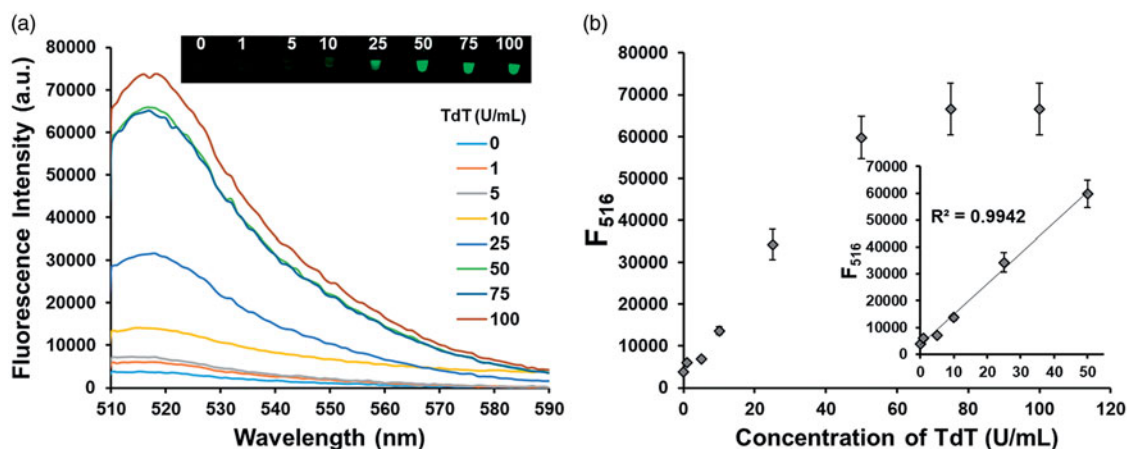 (a)
80000
70000
60000
50000
40000
30000
20000
10000
0
Fluorescence Intensity (a.u.)
0 1 5 10 25 50 75 100
TdT (U/mL)
0
1
5
10
25
50
75
100
510 520 530 540 550 560 570 580 590
Wavelength (nm)
(b)
80000
70000
60000
50000
40000
30000
20000
10000
0
F516
70000
60000
50000
40000
30000
20000
10000
0
F516
R² = 0.9942
0 10 20 30 40 50
0 20 40 60 80 100 120
Concentration of TdT (U/mL)